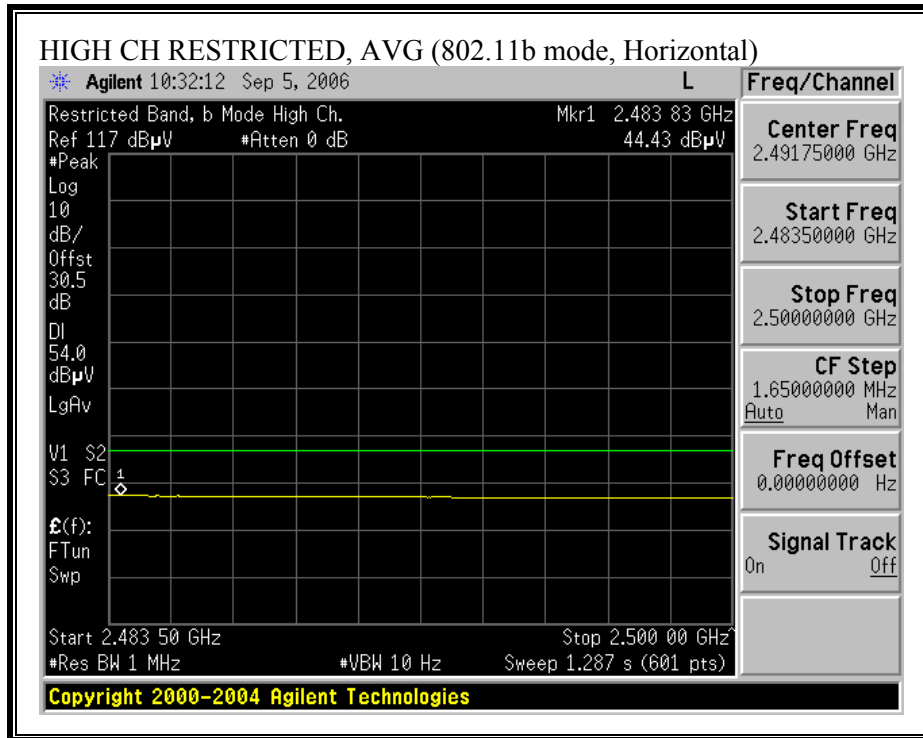 HIGH CH RESTRICTED, AVG (802.11b mode, Horizontal)
Agilent 10:32:12 Sep 5, 2006 L
Restricted Band, b Mode High Ch.
Mkr1 2.483 83 GHz
Ref 117 dBµV #Atten 0 dB 44.43 dBµV
#Peak
Log
10
dB/
Offst
30.5
dB
DI
54.0
dBµV
LgAv
V1 S2
S3 FC
1
£(f):
FTun
Swp
Start 2.483 50 GHz Stop 2.500 00 GHz^
#Res BW 1 MHz #VBW 10 Hz Sweep 1.287 s (601 pts)
Freq/Channel
Center Freq
2.49175000 GHz
Start Freq
2.48350000 GHz
Stop Freq
2.50000000 GHz
CF Step
1.65000000 MHz
Auto Man
Freq Offset
0.00000000 Hz
Signal Track
On Off
Copyright 2000-2004 Agilent Technologies